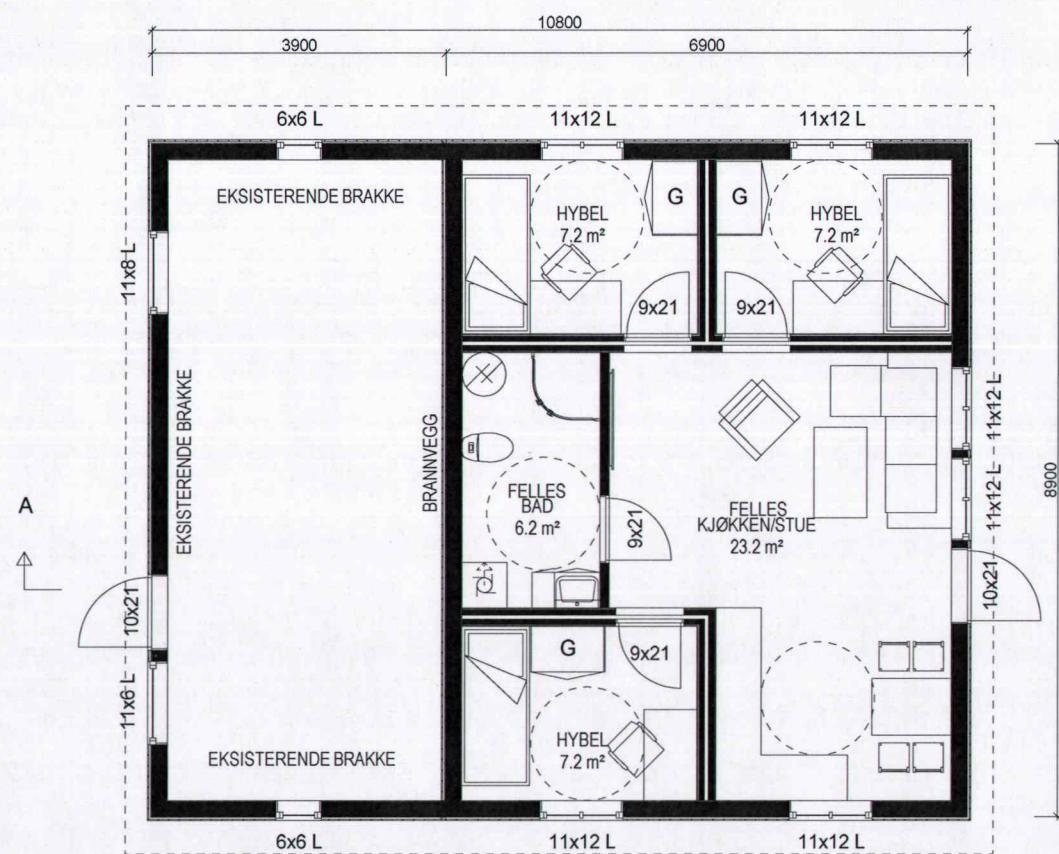 10800
3900 6900
6x6 L 11x12 L 11x12 L
EKSISTERENDE BRAKKE
G G
HYBEL
7.2 m²
HYBEL
7.2 m²
11x6 L
9x21 9x21
EKSISTERENDE BRAKKE
BRANNVEGG
11x12 L
11x12 L
8900
A
FELLES
BAD
6.2 m²
9x21
FELLES
KJØKKEN/STUE
23.2 m²
10x21
10x21
G
9x21
11x6 L
HYBEL
7.2 m²
EKSISTERENDE BRAKKE
6x6 L 11x12 L 11x12 L